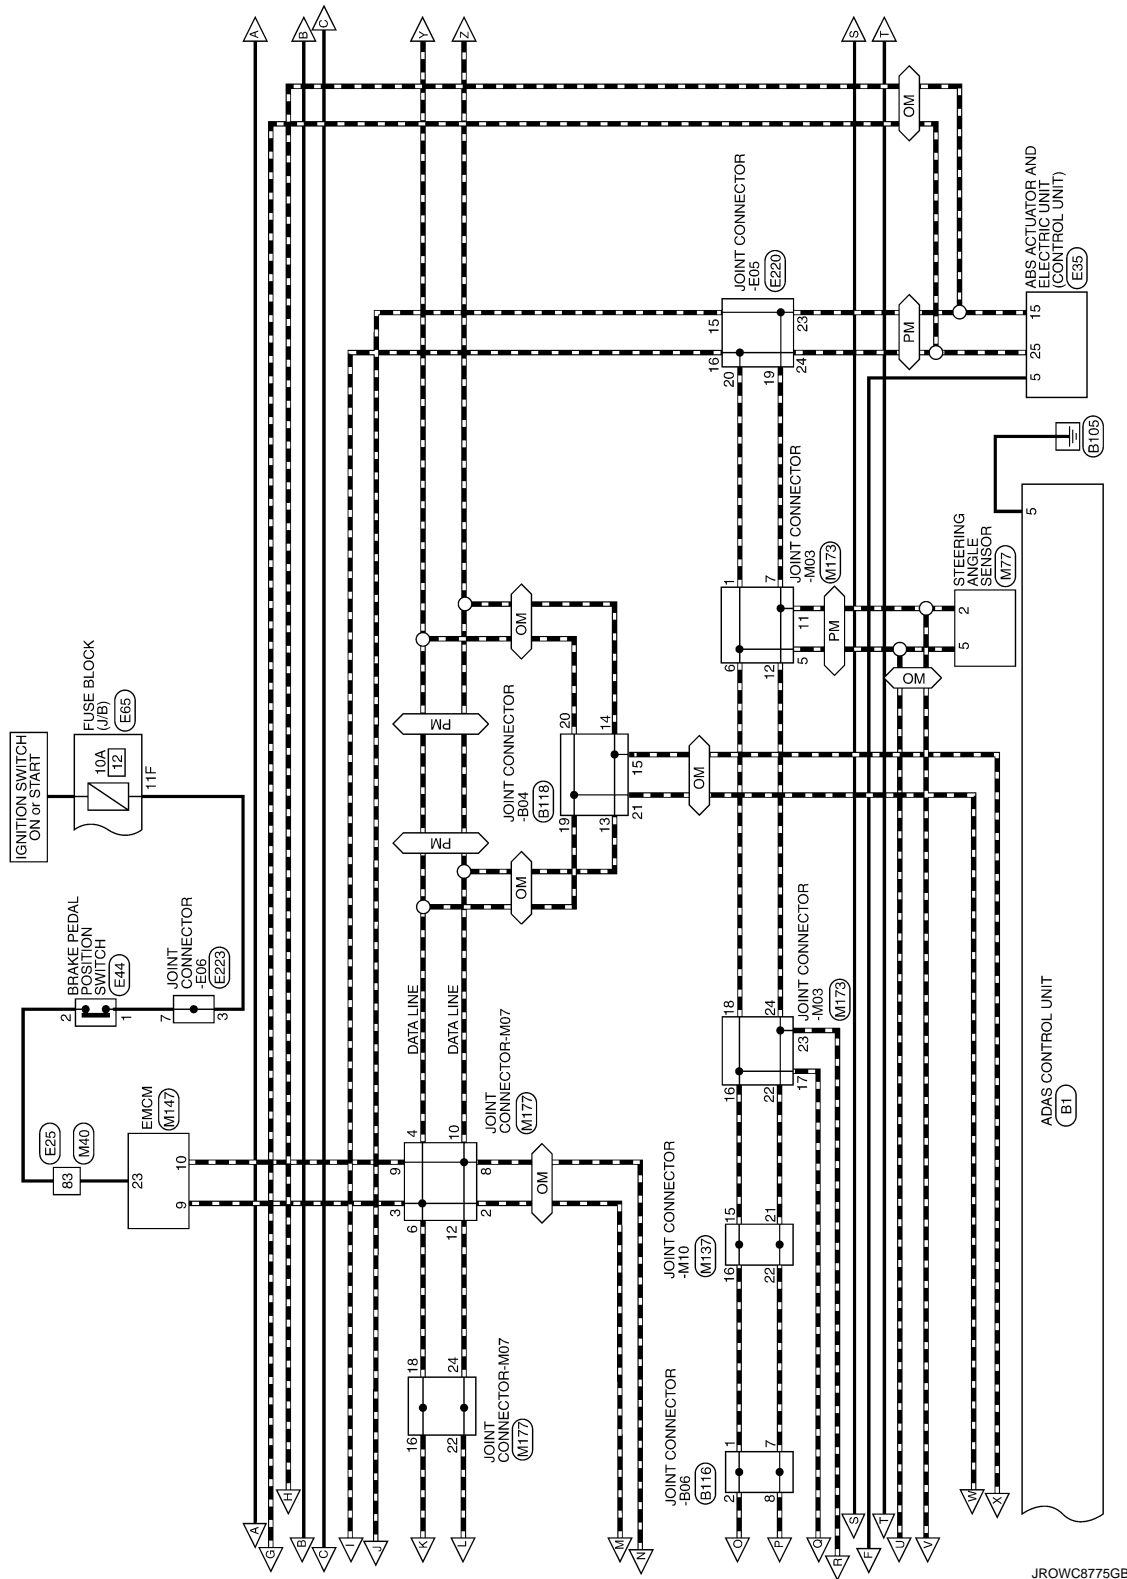 IGNITION SWITCH
ON or START
FUSE BLOCK
(J/B)
E65
10A
12
11F
BRAKE PEDAL
POSITION
SWITCH
E44
2
1
JOINT
CONNECTOR
-E06
E223
7
3
E25
M40
83
EMCM
M147
23
9
10
JOINT
CONNECTOR-M07
M177
4
10
9
3
8
2
6
12
DATA LINE
DATA LINE
JOINT
CONNECTOR-M07
M177
18
24
16
22
PM
PM
OM
OM
OM
OM
JOINT CONNECTOR
-B04
B118
20
14
19
13
15
21
JOINT CONNECTOR
-E05
E220
15
16
20
19
23
24
PM
OM
ABS ACTUATOR AND
ELECTRIC UNIT
(CONTROL UNIT)
E35
15
25
5
JOINT CONNECTOR
-M03
M173
1
7
6
12
11
5
PM
OM
STEERING
ANGLE
SENSOR
M77
2
5
JOINT CONNECTOR
-M03
M173
18
24
16
22
23
17
JOINT CONNECTOR
-M10
M137
15
21
16
22
JOINT CONNECTOR
-B06
B116
1
7
2
8
B105
5
ADAS CONTROL UNIT
B1
A
B
C
Y
Z
S
T
A
G
H
B
C
I
J
K
L
M
N
O
P
Q
R
S
F
T
U
V
W
X
JROWC8775GB